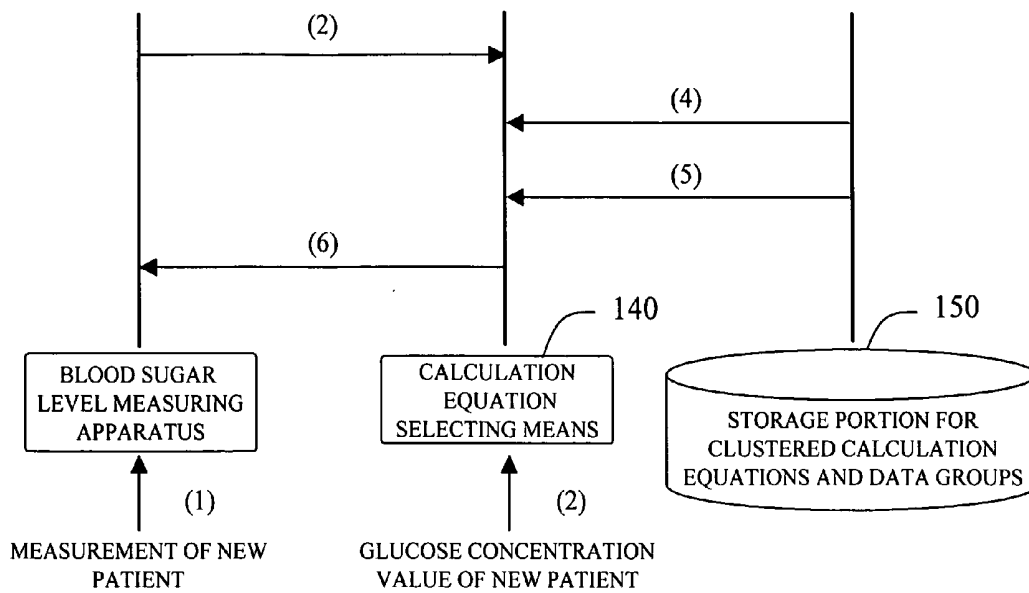 (2)
(4)
(5)
(6)
140
150
BLOOD SUGAR
LEVEL MEASURING
APPARATUS
CALCULATION
EQUATION
SELECTING MEANS
STORAGE PORTION FOR
CLUSTERED CALCULATION
EQUATIONS AND DATA GROUPS
(1)
(2)
MEASUREMENT OF NEW
PATIENT
GLUCOSE CONCENTRATION
VALUE OF NEW PATIENT